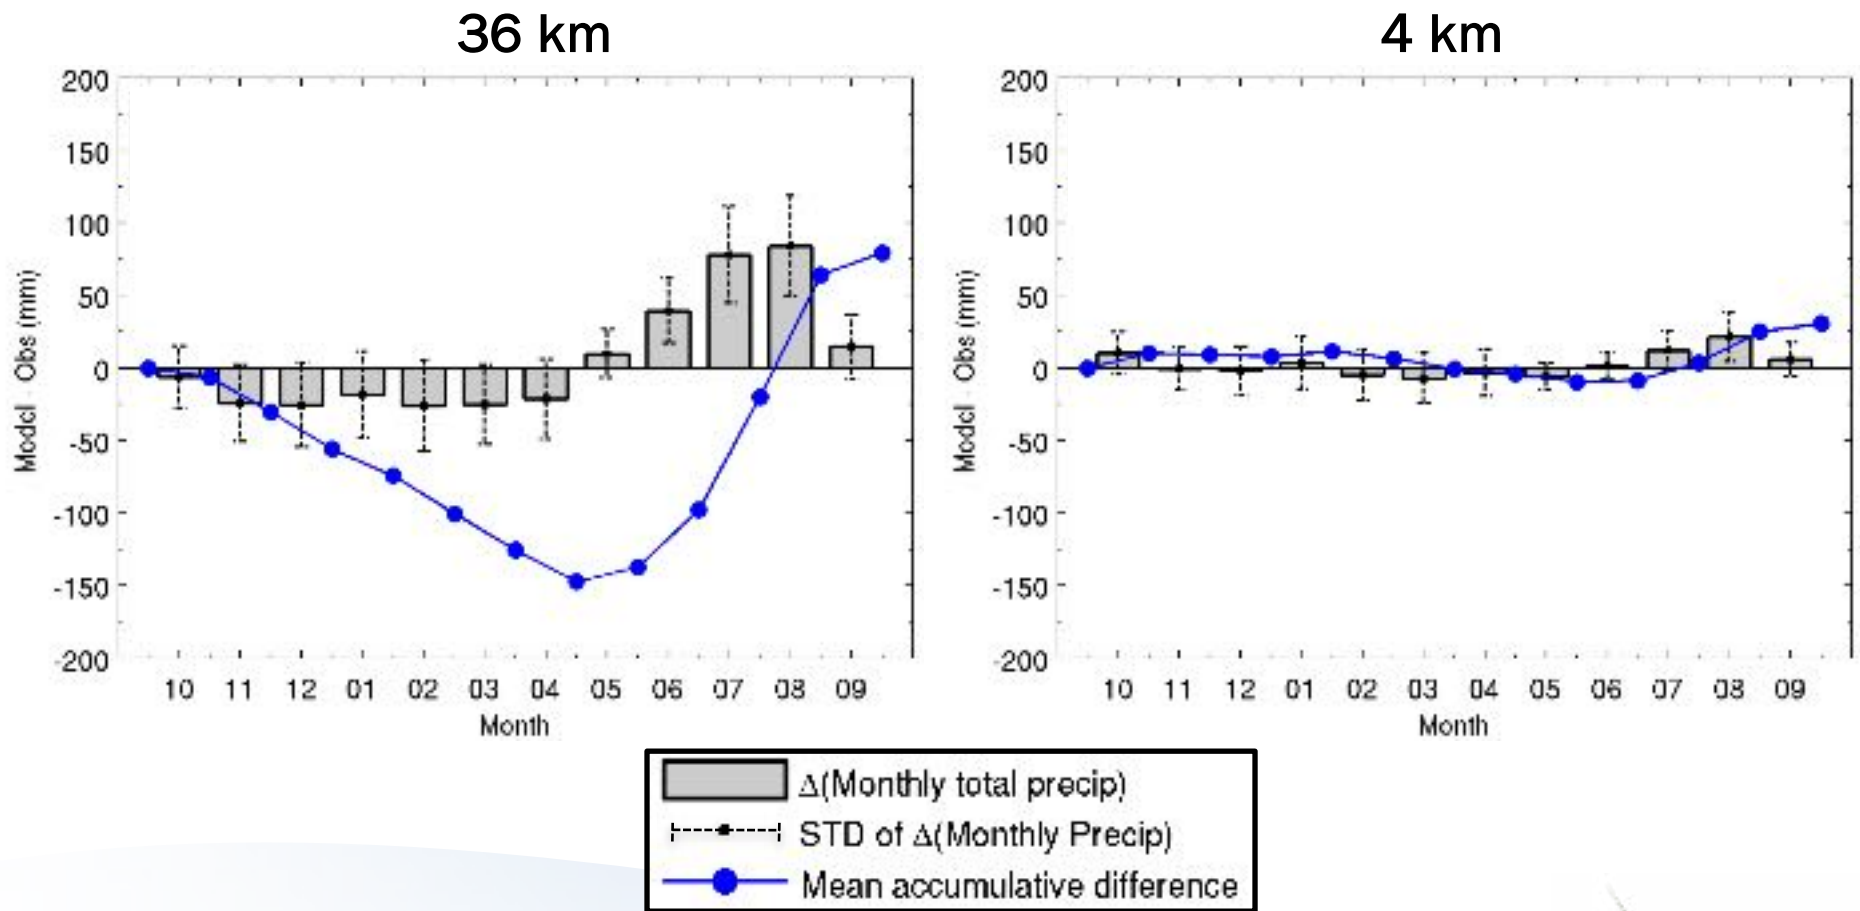 36 km
4 km
200
150
100
50
0
-50
-100
-150
-200
Model - Obs (mm)
10 11 12 01 02 03 04 05 06 07 08 09
Month
200
150
100
50
0
-50
-100
-150
-200
Model - Obs (mm)
10 11 12 01 02 03 04 05 06 07 08 09
Month
Δ(Monthly total precip)
STD of Δ(Monthly Precip)
Mean accumulative difference